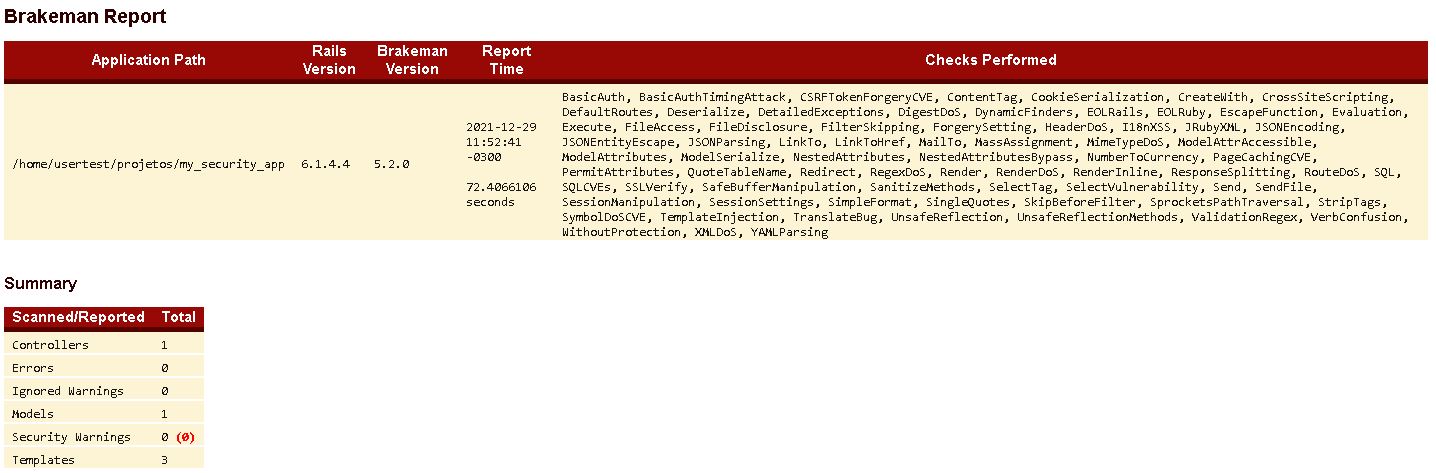 Brakeman Report
Application Path Rails Version Brakeman Version Report Time Checks Performed
/home/usertest/projetos/my_security_app 6.1.4.4 5.2.0
2021-12-29
11:52:41
-0300
72.4066106
seconds
BasicAuth, BasicAuthTimingAttack, CSRFTokenForgeryCVE, ContentTag, CookieSerialization, CreateWith, CrossSiteScripting,
DefaultRoutes, Deserialize, DetailedExceptions, DigestDoS, DynamicFinders, EOLRails, EOLRuby, EscapeFunction, Evaluation,
Execute, FileAccess, FileDisclosure, FilterSkipping, ForgerySetting, HeaderDoS, I18nXSS, JRubyXML, JSONEncoding,
JSONEntityEscape, JSONParsing, LinkTo, LinkToHref, MailTo, MassAssignment, MimeTypeDoS, ModelAttrAccessible,
ModelAttributes, ModelSerialize, NestedAttributes, NestedAttributesBypass, NumberToCurrency, PageCachingCVE,
PermitAttributes, QuoteTableName, Redirect, RegexDoS, Render, RenderDoS, RenderInline, ResponseSplitting, RouteDoS, SQL,
SQLCVEs, SSLVerify, SafeBufferManipulation, SanitizeMethods, SelectTag, SelectVulnerability, Send, SendFile,
SessionManipulation, SessionSettings, SimpleFormat, SingleQuotes, SkipBeforeFilter, SprocketsPathTraversal, StripTags,
SymbolDoSCVE, TemplateInjection, TranslateBug, UnsafeReflection, UnsafeReflectionMethods, ValidationRegex, VerbConfusion,
WithoutProtection, XMLDoS, YAMLParsing
Summary
Scanned/Reported Total
Controllers 1
Errors 0
Ignored Warnings 0
Models 1
Security Warnings 0 (0)
Templates 3